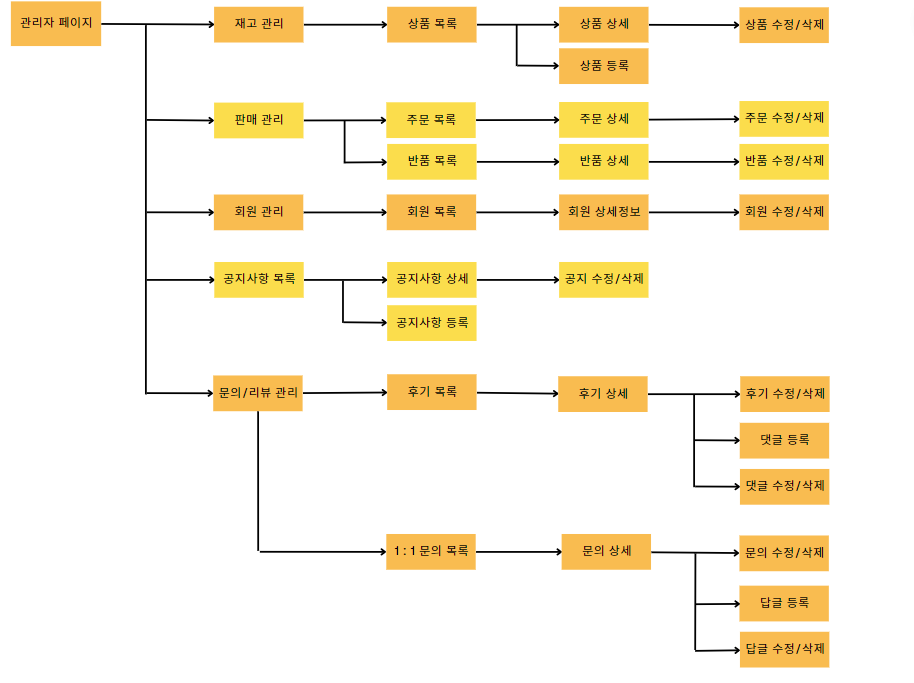 관리자 페이지
재고 관리
상품 목록
상품 상세
상품 수정/삭제
상품 등록
판매 관리
주문 목록
주문 상세
주문 수정/삭제
반품 목록
반품 상세
반품 수정/삭제
회원 관리
회원 목록
회원 상세정보
회원 수정/삭제
공지사항 목록
공지사항 상세
공지 수정/삭제
공지사항 등록
문의/리뷰 관리
후기 목록
후기 상세
후기 수정/삭제
댓글 등록
댓글 수정/삭제
1:1문의 목록
문의 상세
문의 수정/삭제
답글 등록
답글 수정/삭제